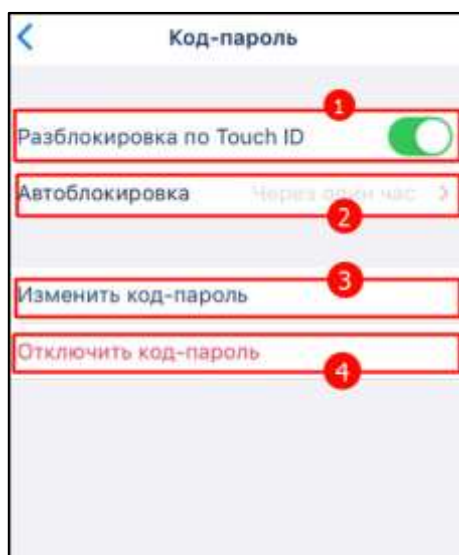 Код-пароль
1
Разблокировка по Touch ID
Автоблокировка Через один час
2
3
Изменить код-пароль
Отключить код-пароль
4